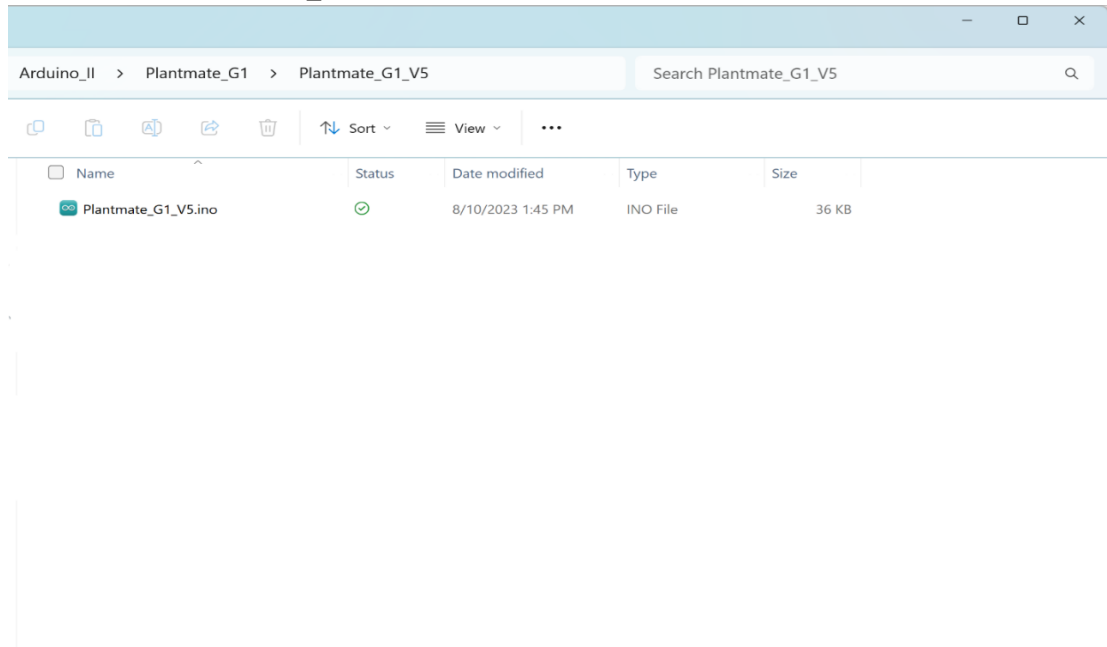 Arduino_II > Plantmate_G1 > Plantmate_G1_V5 Search Plantmate_G1_V5
Sort View
Name Status Date modified Type Size
Plantmate_G1_V5.ino 8/10/2023 1:45 PM INO File 36 KB